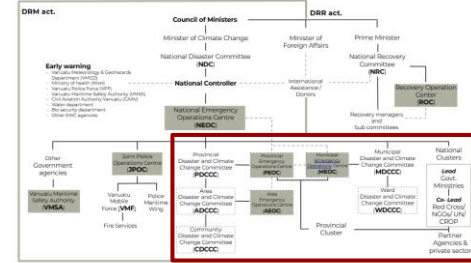 DRM act.
DRR act.
Council of Ministers
Minister of Climate Change
Minister of
Foreign Affairs
Prime Minister
National Disaster Committee
(NDC)
National Recovery
Committee
(NRC)
Early warning
- Vanuatu Meteorology & Geohazards
Department (VMGD)
- Ministry of health (MoH)
- Vanuatu Police Force (VPF)
- Vanuatu Maritime Safety Authority (VMSA)
- Civil Aviation Authority Vanuatu (CAAV)
- Water department
- Bio security department
- Other EWC agencies
National Controller
International
Assistance /
Donors
Recovery Operation
Center
(ROC)
National Emergency
Operations Centre
(NEOC)
Recovery managers
and
sub committees
Other
Government
agencies
Joint Police
Operations Centre
(JPOC)
Provincial
Disaster and Climate
Change Committee
(PDCCC)
Provincial
Emergency
Operations Centre
(PEOC)
Municipal
Emergency
Operations Centre
(MEOC)
Municipal
Disaster and Climate
Change Committee
(MDCCC)
National
Clusters
Lead
Govt.
Ministries
Co- Lead
Red Cross/
NGOs/ UN/
CROP
Vanuatu Maritime
Safety Authority
(VMSA)
Vanuatu
Mobile
Force (VMF)
Police
Maritime
Wing
Area
Disaster and Climate
Change Committee
(ADCCC)
Area
Emergency
Operations Centre
(AEOC)
Ward
Disaster and Climate
Change Committee
(WDCCC)
Fire Services
Community
Disaster and Climate
Change Committee
(CDCCC)
Provincial
Cluster
Partner
Agencies &
private sector